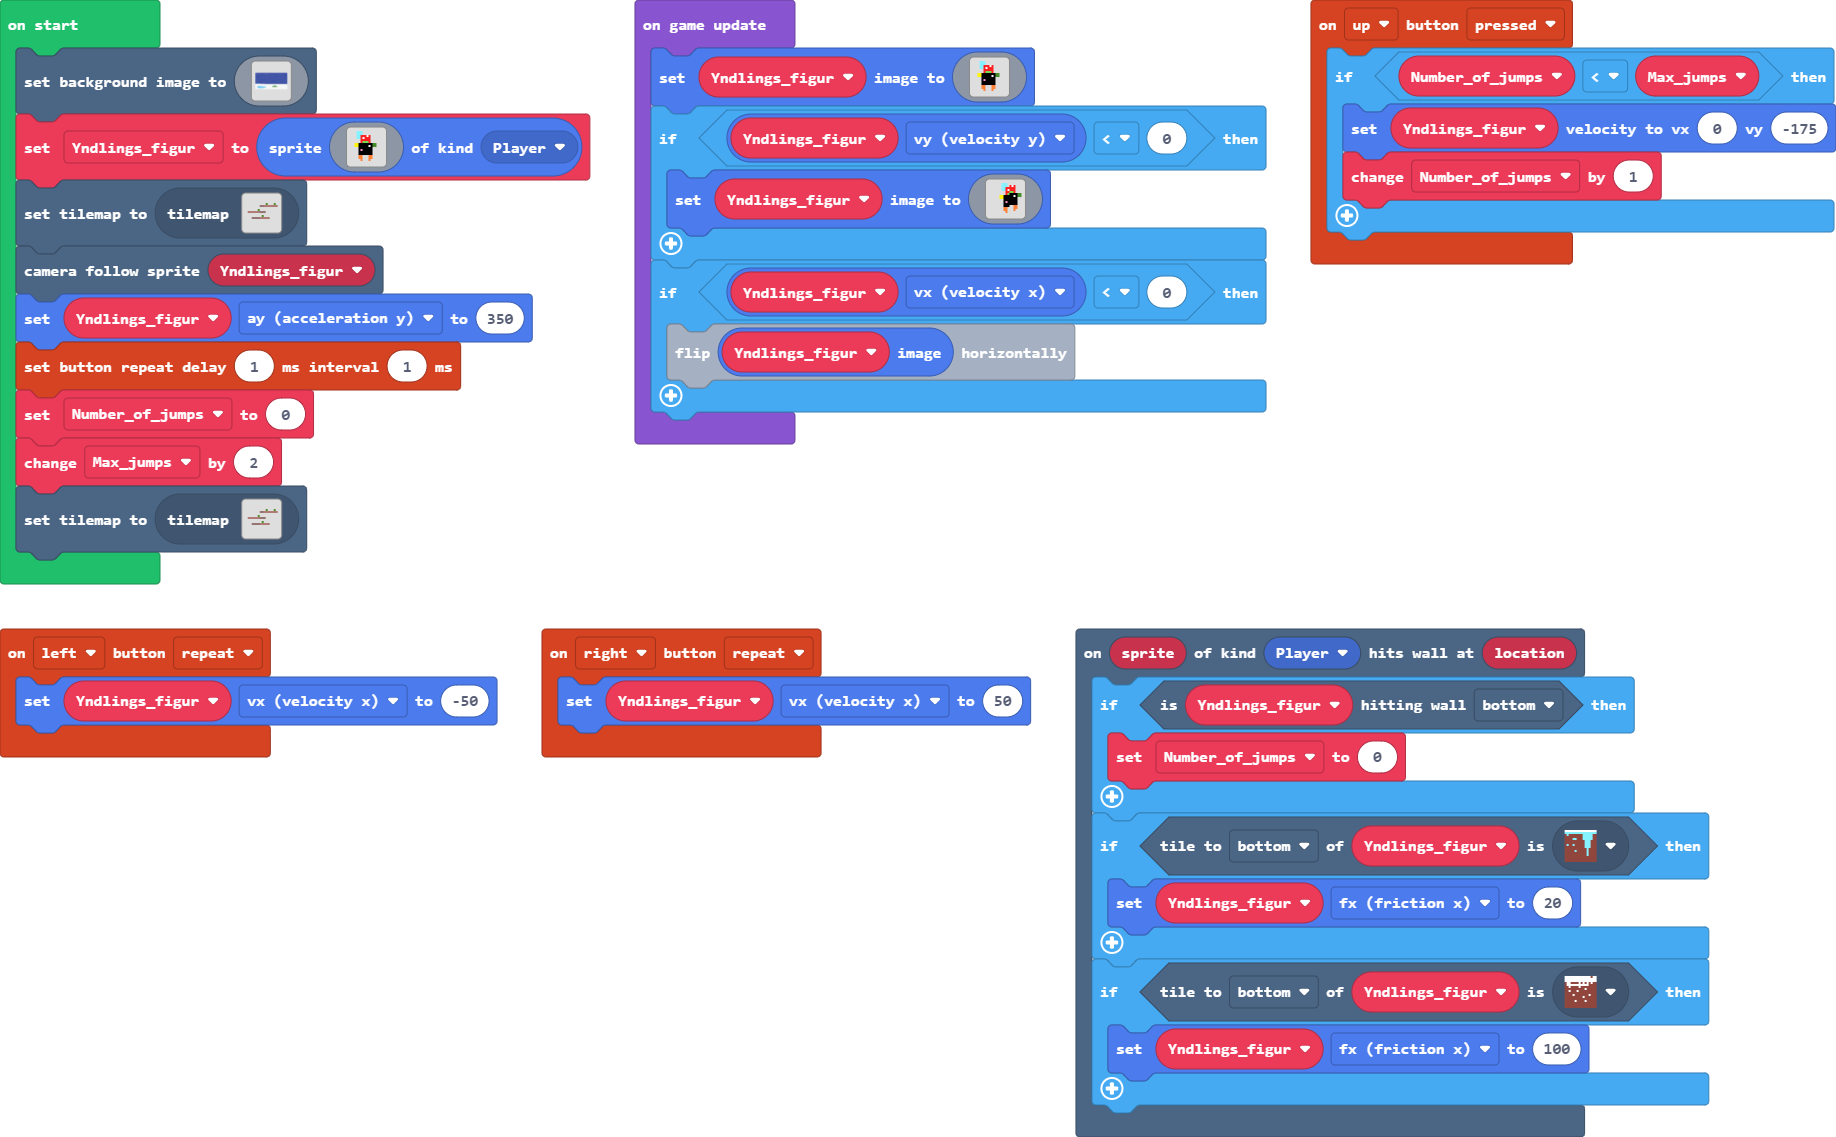 on start
set background image to
set Yndlings_figur to sprite of kind Player
set tilemap to tilemap
camera follow sprite Yndlings_figur
set Yndlings_figur ay (acceleration y) to 350
set button repeat delay 1 ms interval 1 ms
set Number_of_jumps to 0
change Max_jumps by 2
set tilemap to tilemap
on game update
set Yndlings_figur image to
if Yndlings_figur vy (velocity y) < 0 then
set Yndlings_figur image to
if Yndlings_figur vx (velocity x) < 0 then
flip Yndlings_figur image horizontally
on up button pressed
if Number_of_jumps < Max_jumps then
set Yndlings_figur velocity to vx 0 vy -175
change Number_of_jumps by 1
on left button repeat
set Yndlings_figur vx (velocity x) to -50
on right button repeat
set Yndlings_figur vx (velocity x) to 50
on sprite of kind Player hits wall at location
if is Yndlings_figur hitting wall bottom then
set Number_of_jumps to 0
if tile to bottom of Yndlings_figur is then
set Yndlings_figur fx (friction x) to 20
if tile to bottom of Yndlings_figur is then
set Yndlings_figur fx (friction x) to 100